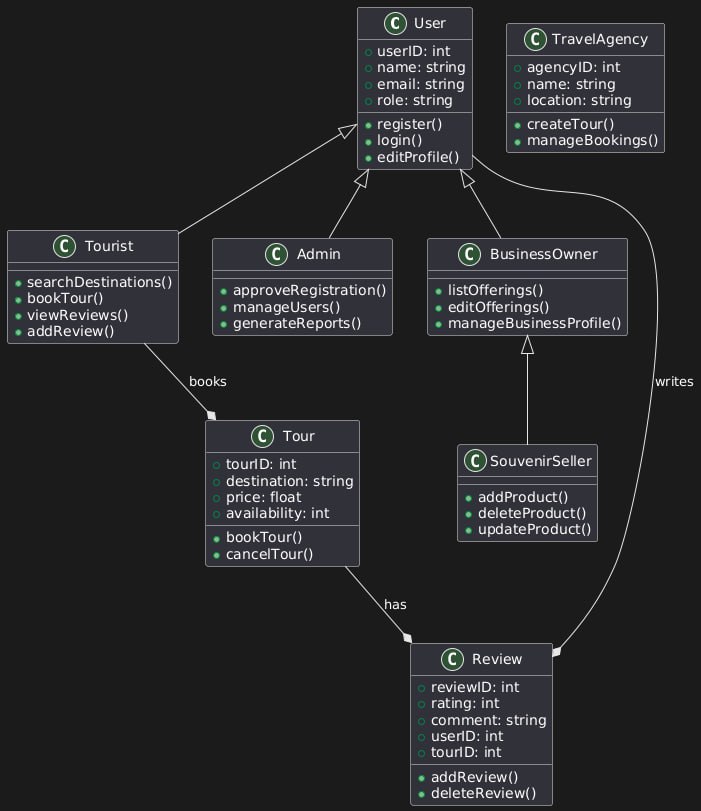 C User
userID: int
name: string
email: string
role: string
register()
login()
editProfile()
C TravelAgency
agencyID: int
name: string
location: string
createTour()
manageBookings()
C Tourist
searchDestinations()
bookTour()
viewReviews()
addReview()
C Admin
approveRegistration()
manageUsers()
generateReports()
C BusinessOwner
listOfferings()
editOfferings()
manageBusinessProfile()
books
writes
C Tour
tourID: int
destination: string
price: float
availability: int
bookTour()
cancelTour()
C SouvenirSeller
addProduct()
deleteProduct()
updateProduct()
has
C Review
reviewID: int
rating: int
comment: string
userID: int
tourID: int
addReview()
deleteReview()